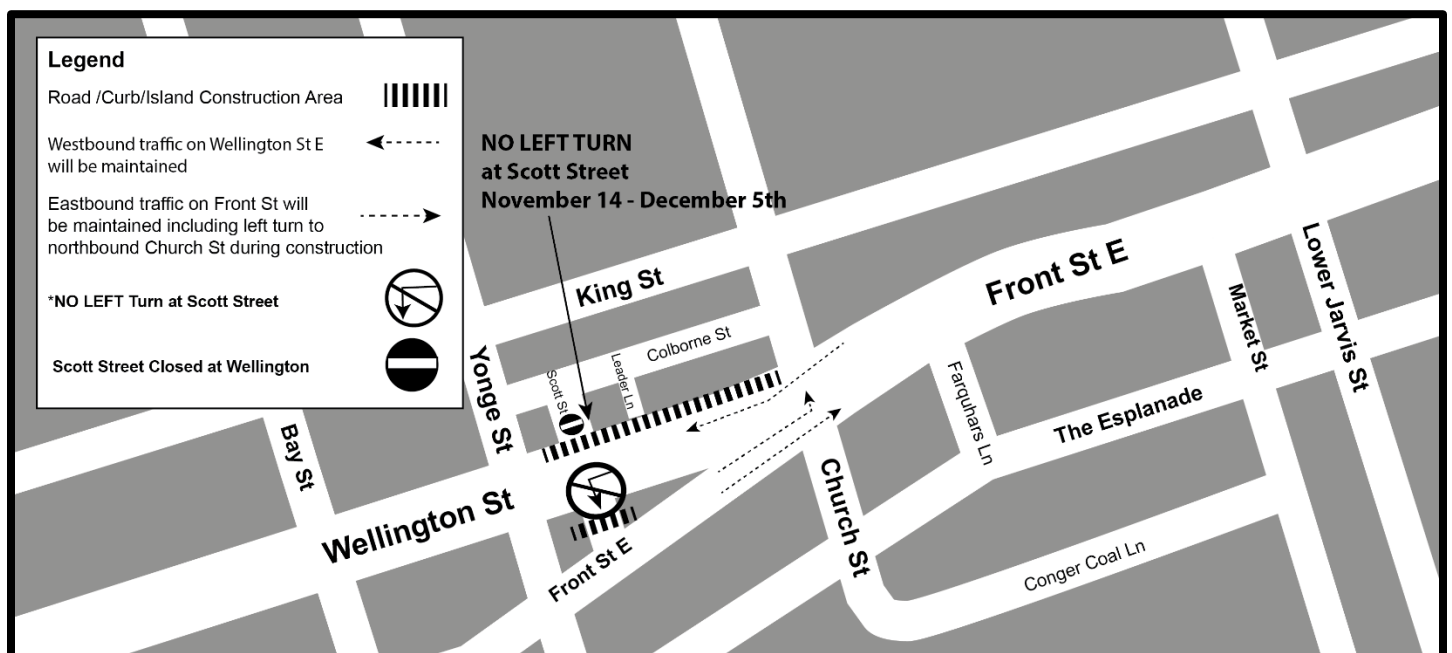 Legend
Road /Curb/Island Construction Area
Westbound traffic on Wellington St E
will be maintained
Eastbound traffic on Front St will
be maintained including left turn to
northbound Church St during construction
*NO LEFT Turn at Scott Street
Scott Street Closed at Wellington
NO LEFT TURN
at Scott Street
November 14 - December 5th
King St
Front St E
Lower Jarvis St
Market St
Colborne St
Leader Ln
Scott St
Yonge St
Farquhars Ln
The Esplanade
Bay St
Church St
Wellington St
Front St E
Conger Coal Ln